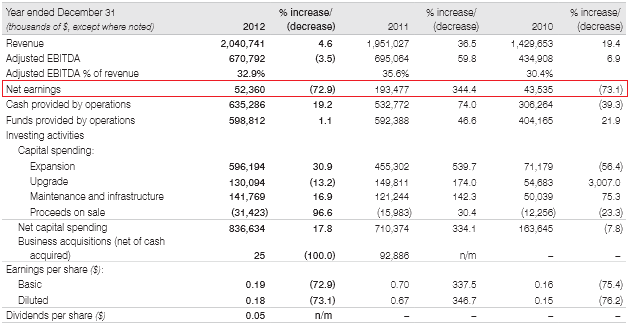 Year ended December 31 % increase/ % increase/ % increase/
(thousands of $, except where noted) 2012 (decrease) 2011 (decrease) 2010 (decrease)
Revenue 2,040,741 4.6 1,951,027 36.5 1,429,653 19.4
Adjusted EBITDA 670,792 (3.5) 695,064 59.8 434,908 6.9
Adjusted EBITDA % of revenue 32.9% 35.6% 30.4%
Net earnings 52,360 (72.9) 193,477 344.4 43,535 (73.1)
Cash provided by operations 635,286 19.2 532,772 74.0 306,264 (39.3)
Funds provided by operations 598,812 1.1 592,388 46.6 404,165 21.9
Investing activities
Capital spending:
Expansion 596,194 30.9 455,302 539.7 71,179 (56.4)
Upgrade 130,094 (13.2) 149,811 174.0 54,683 3,007.0
Maintenance and infrastructure 141,769 16.9 121,244 142.3 50,039 75.3
Proceeds on sale (31,423) 96.6 (15,983) 30.4 (12,256) (23.3)
Net capital spending 836,634 17.8 710,374 334.1 163,645 (7.8)
Business acquisitions (net of cash
acquired) 25 (100.0) 92,886 n/m – –
Earnings per share ($):
Basic 0.19 (72.9) 0.70 337.5 0.16 (75.4)
Diluted 0.18 (73.1) 0.67 346.7 0.15 (76.2)
Dividends per share ($) 0.05 n/m – – – –